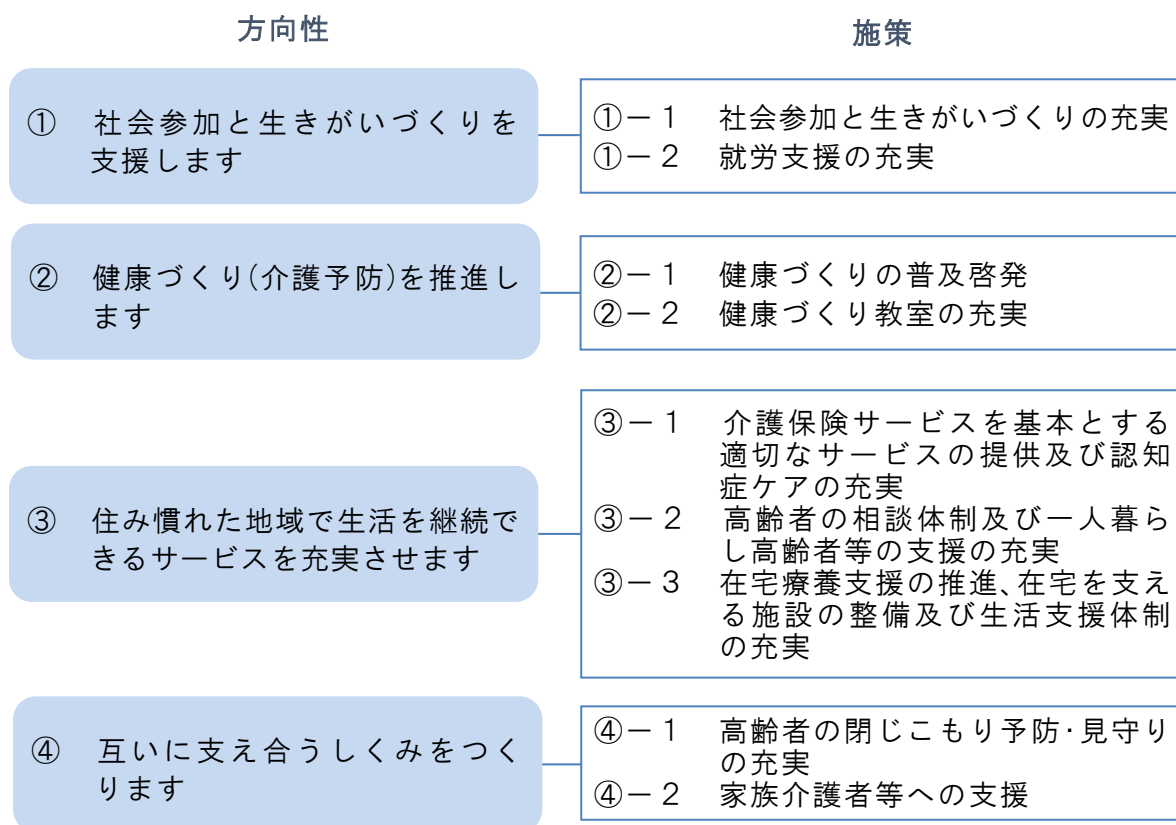 方向性
施策
① 社会参加と生きがいづくりを
支援します
①－１ 社会参加と生きがいづくりの充実
①－２ 就労支援の充実
② 健康づくり(介護予防)を推進し
ます
②－１ 健康づくりの普及啓発
②－２ 健康づくり教室の充実
③ 住み慣れた地域で生活を継続で
きるサービスを充実させます
③－１ 介護保険サービスを基本とする
適切なサービスの提供及び認知
症ケアの充実
③－２ 高齢者の相談体制及び一人暮ら
し高齢者等の支援の充実
③－３ 在宅療養支援の推進、在宅を支え
る施設の整備及び生活支援体制
の充実
④ 互いに支え合うしくみをつく
ります
④－１ 高齢者の閉じこもり予防･見守り
の充実
④－２ 家族介護者等への支援